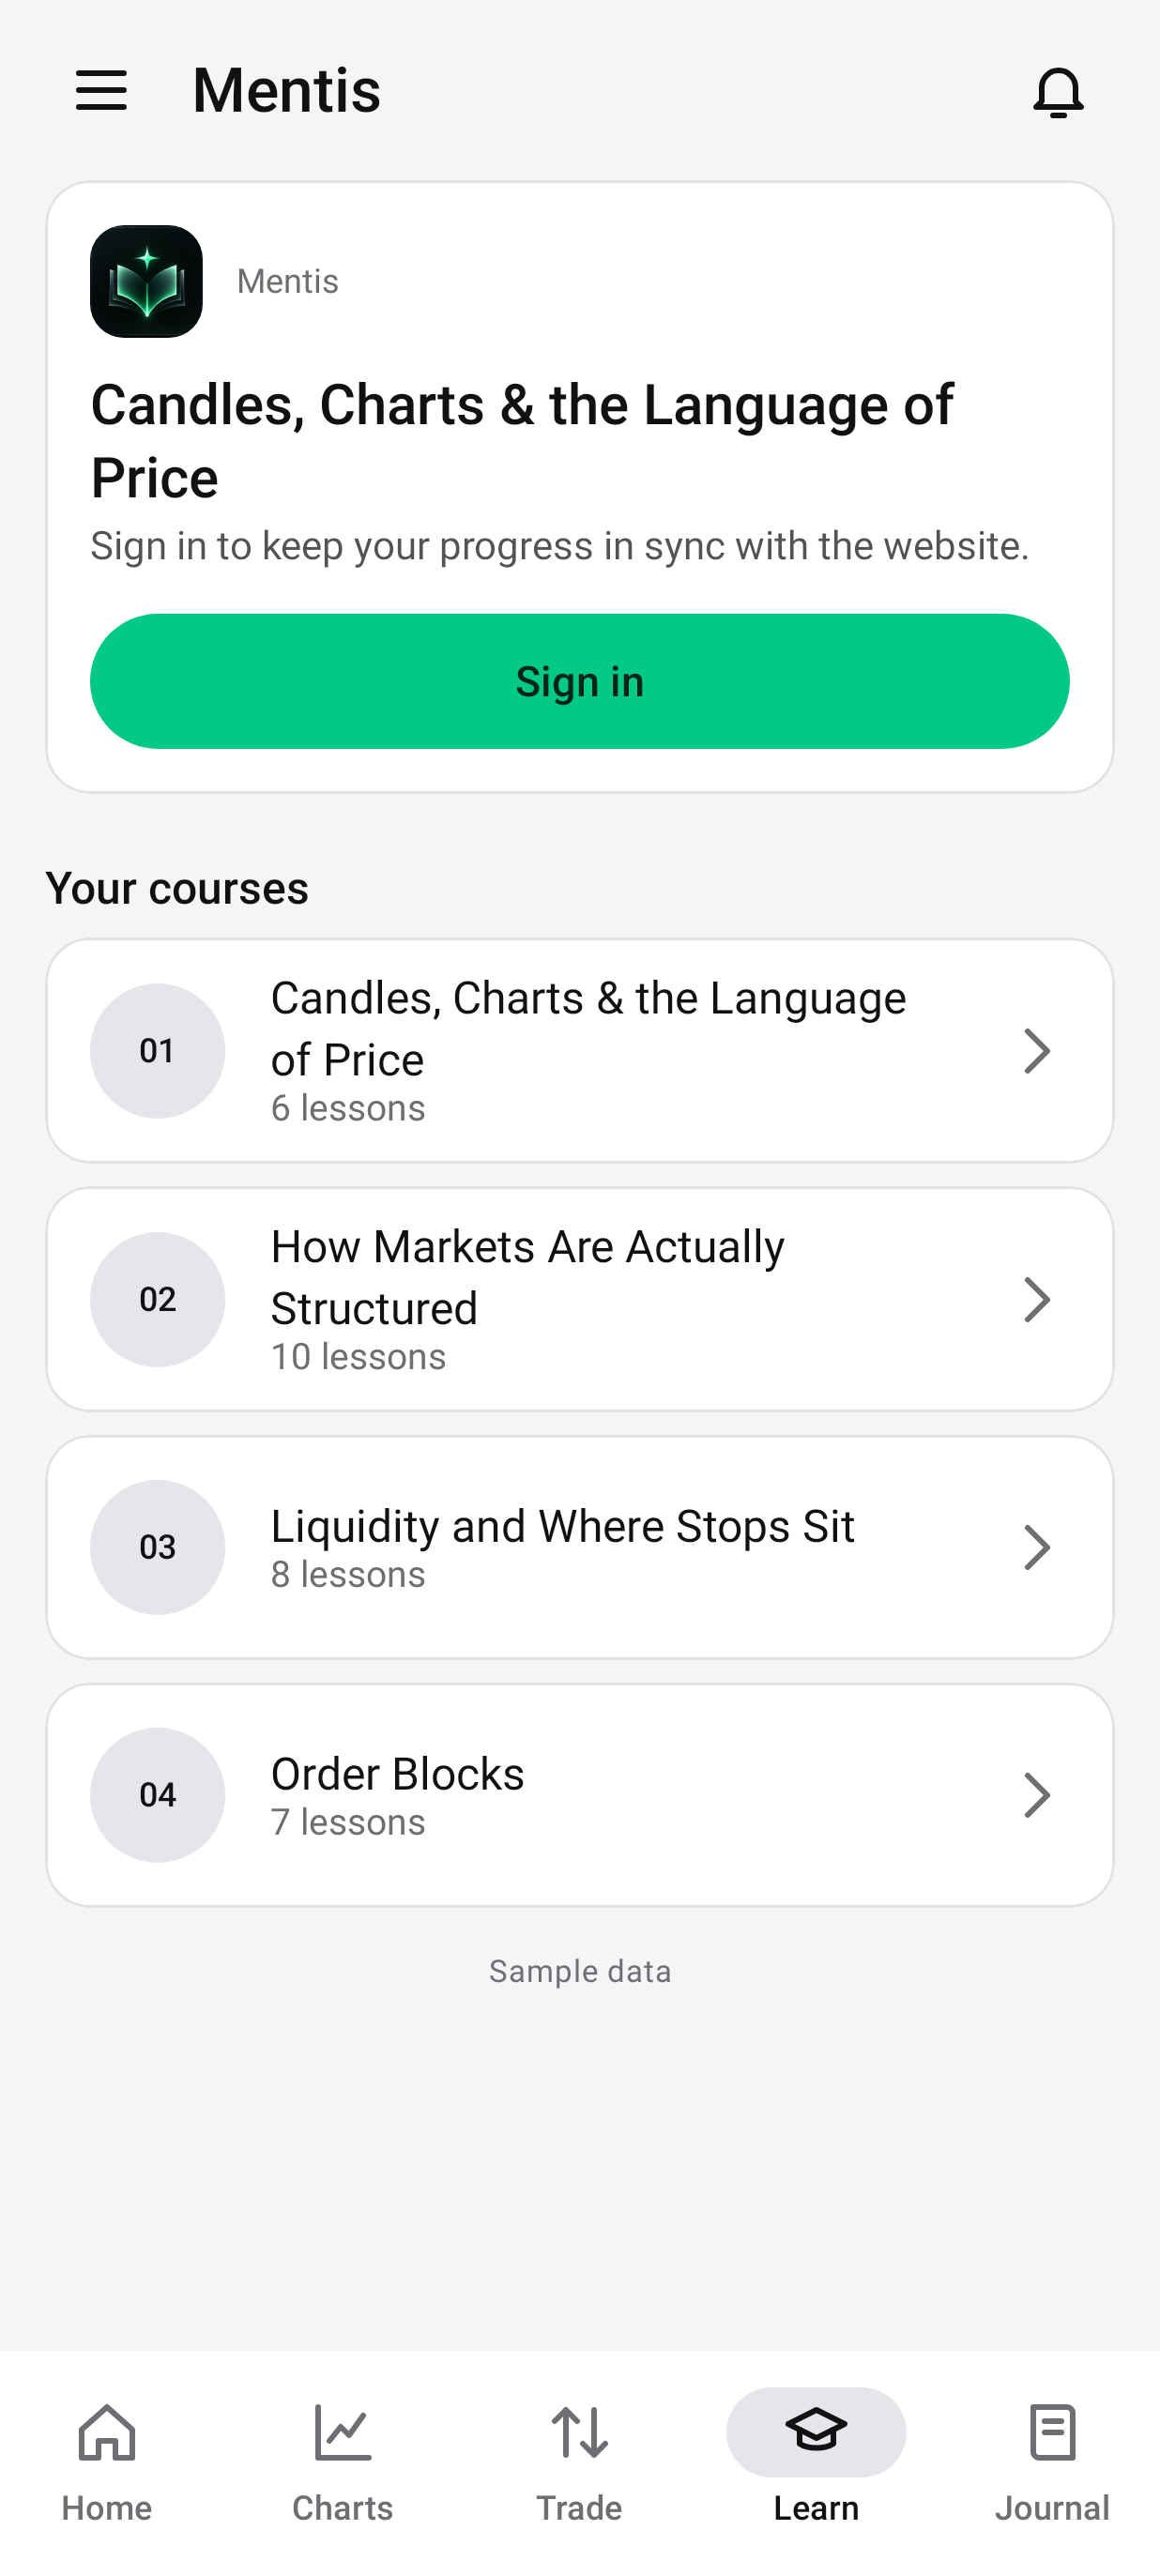 Mentis
Mentis
Candles, Charts & the Language of
Price
Sign in to keep your progress in sync with the website.
Sign in
Your courses
01
Candles, Charts & the Language
of Price
6 lessons
02
How Markets Are Actually
Structured
10 lessons
03
Liquidity and Where Stops Sit
8 lessons
04
Order Blocks
7 lessons
Sample data
Home
Charts
Trade
Learn
Journal